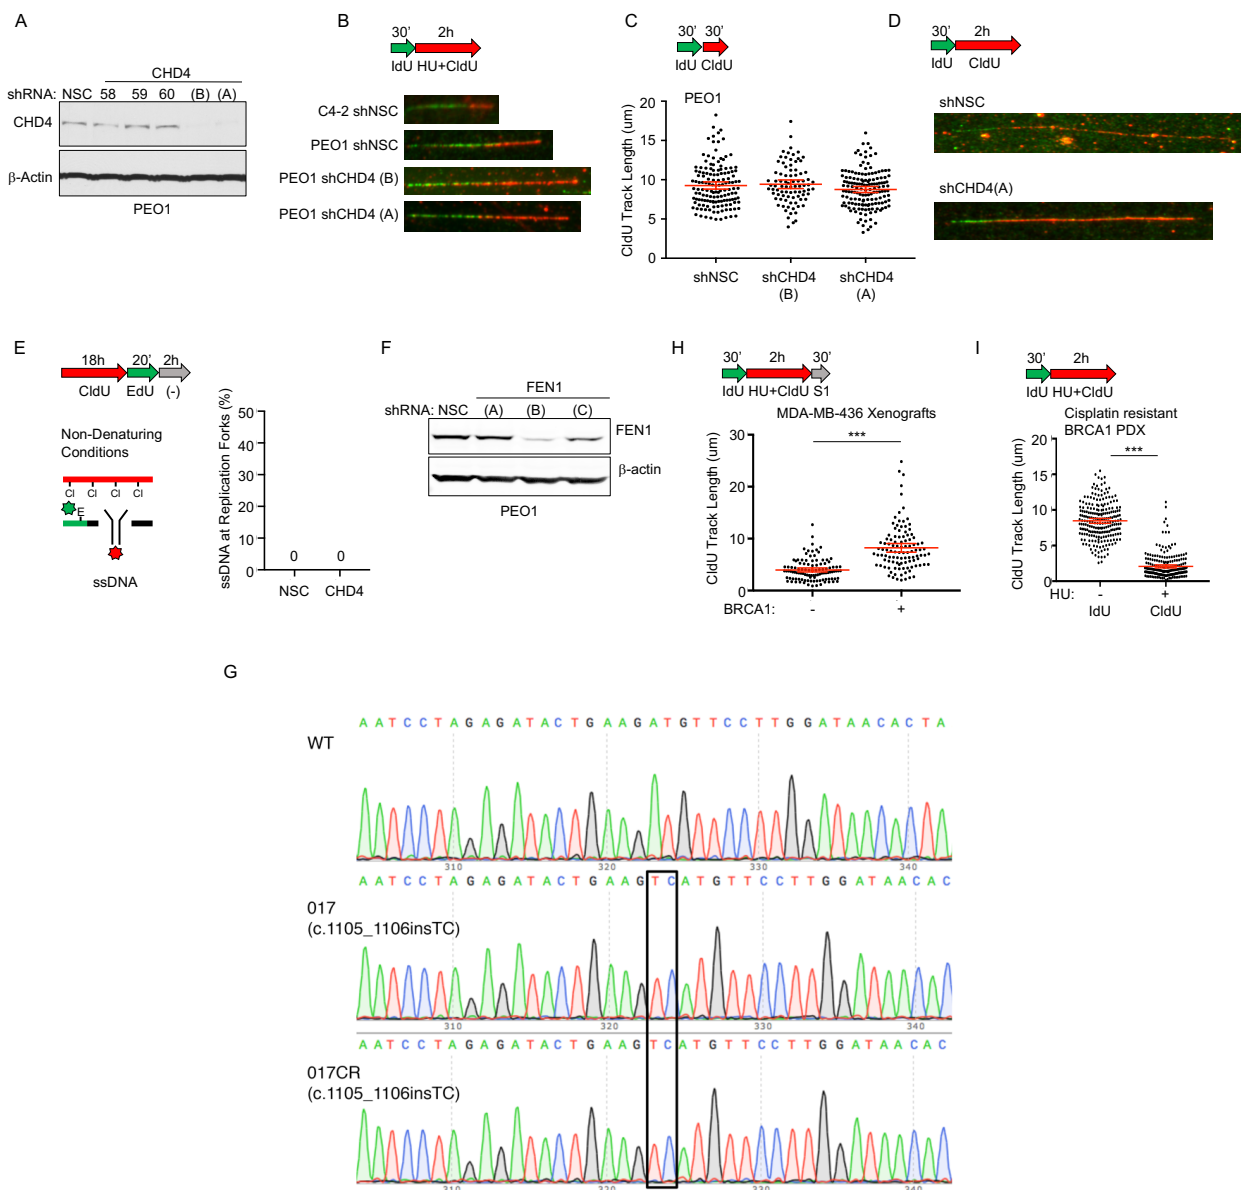 A
CHD4
shRNA: NSC 58 59 60 (B) (A)
CHD4
β-Actin
PEO1
B
30' 2h
IdU HU+CldU
C4-2 shNSC
PEO1 shNSC
PEO1 shCHD4 (B)
PEO1 shCHD4 (A)
C
30' 30'
IdU CldU
PEO1
CldU Track Length (um)
20
15
10
5
0
shNSC shCHD4 shCHD4
(B) (A)
D
30' 2h
IdU CldU
shNSC
shCHD4(A)
E
18h 20' 2h
CldU EdU (-)
Non-Denaturing
Conditions
Cl Cl Cl Cl
E
ssDNA
ssDNA at Replication Forks (%)
50
40
30
20
10
0
0 0
NSC CHD4
F
FEN1
shRNA: NSC (A) (B) (C)
FEN1
β-actin
PEO1
H
30' 2h 30'
IdU HU+CldU S1
MDA-MB-436 Xenografts
***
CldU Track Length (um)
30
20
10
0
BRCA1: - +
I
30' 2h
IdU HU+CldU
Cisplatin resistant
BRCA1 PDX
***
CldU Track Length (um)
20
15
10
5
0
HU: - +
IdU CldU
G
A A T C C T A G A G A T A C T G A A G A T G T T C C T T G G A T A A C A C T A
WT
310 320 330 340
A A T C C T A G A G A T A C T G A A G T C A T G T T C C T T G G A T A A C A C
017
(c.1105_1106insTC)
310 320 330 340
A A T C C T A G A G A T A C T G A A G T C A T G T T C C T T G G A T A A C A C
017CR
(c.1105_1106insTC)
310 320 330 340